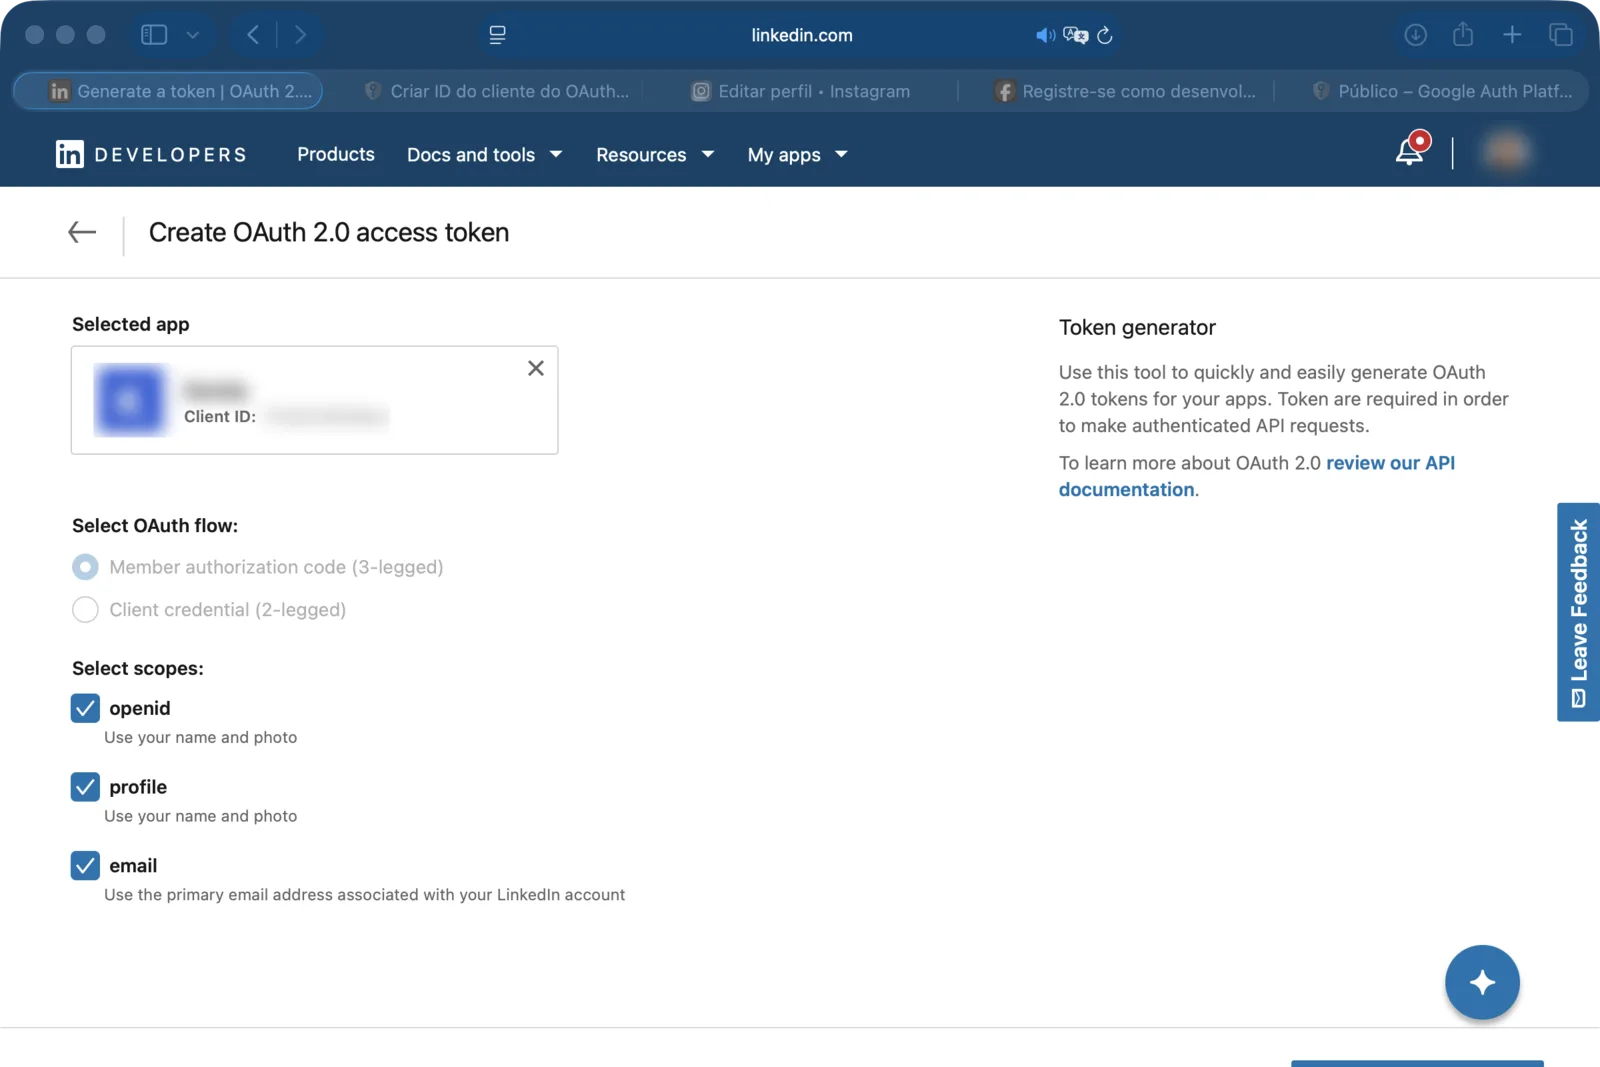 linkedin.com
Generate a token | OAuth 2....
Criar ID do cliente do OAuth...
Editar perfil • Instagram
Registre-se como desenvol...
Público – Google Auth Platf...
in DEVELOPERS
Products
Docs and tools
Resources
My apps
Create OAuth 2.0 access token
Selected app
Client ID:
Select OAuth flow:
Member authorization code (3-legged)
Client credential (2-legged)
Select scopes:
openid
Use your name and photo
profile
Use your name and photo
email
Use the primary email address associated with your LinkedIn account
Token generator
Use this tool to quickly and easily generate OAuth
2.0 tokens for your apps. Token are required in order
to make authenticated API requests.
To learn more about OAuth 2.0 review our API
documentation.
Leave Feedback